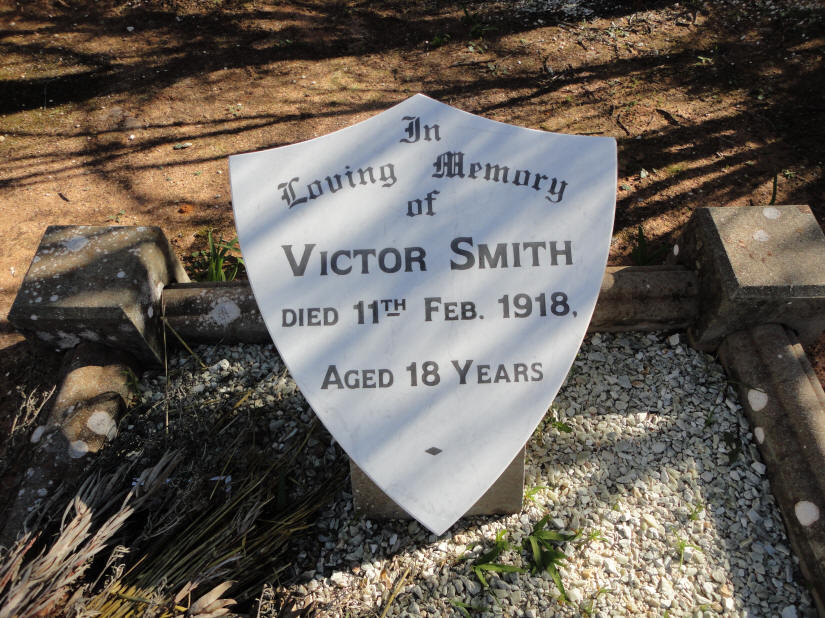 In
Loving Memory
of
VICTOR SMITH
DIED 11TH FEB. 1918,
AGED 18 YEARS